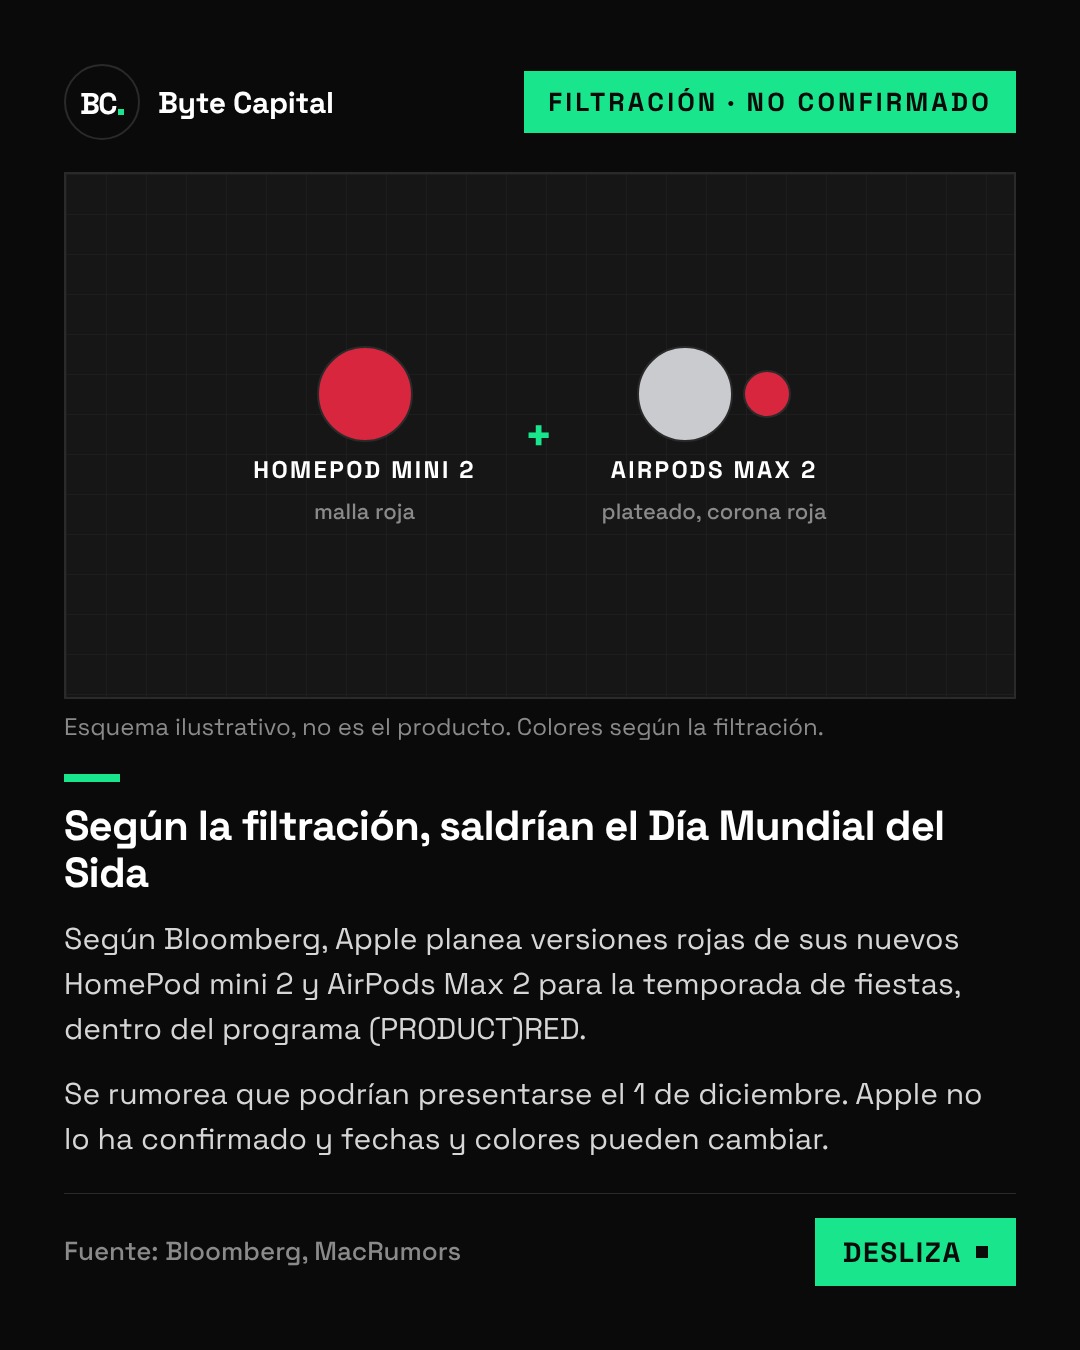 BC.
Byte Capital
FILTRACIÓN · NO CONFIRMADO
+
HOMEPOD MINI 2
malla roja
AIRPODS MAX 2
plateado, corona roja
Esquema ilustrativo, no es el producto. Colores según la filtración.
Según la filtración, saldrían el Día Mundial del
Sida
Según Bloomberg, Apple planea versiones rojas de sus nuevos
HomePod mini 2 y AirPods Max 2 para la temporada de fiestas,
dentro del programa (PRODUCT)RED.
Se rumorea que podrían presentarse el 1 de diciembre. Apple no
lo ha confirmado y fechas y colores pueden cambiar.
Fuente: Bloomberg, MacRumors
DESLIZA